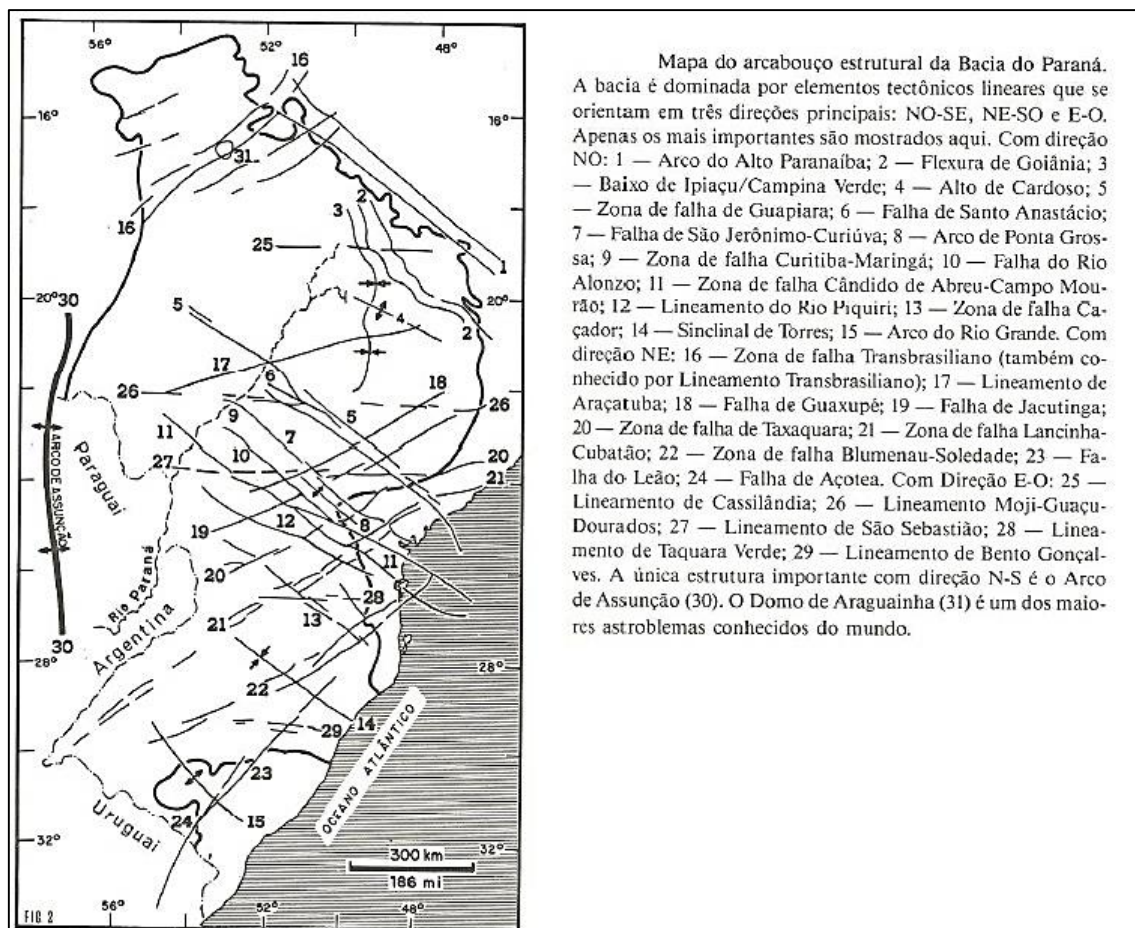 56°
52°
48°
16
16°
16°
31
16
2
3
18°
25
1
20°
30
20°
5
4
2
17
6
18
26
26
9
5
11
7
10
27
20
21
ARCO DE ASSUNÇÃO
Paraguai
19
12
8
11
20
28
Rio Paraná
Argentina
21
13
30
28°
28°
22
14
29
23
OCEANO ATLÂNTICO
Uruguai
24
15
32°
32°
300 km
186 mi
FIG 2
56°
52°
48°
Mapa do arcabouço estrutural da Bacia do Paraná.
A bacia é dominada por elementos tectônicos lineares que se
orientam em três direções principais: NO-SE, NE-SO e E-O.
Apenas os mais importantes são mostrados aqui. Com direção
NO: 1 — Arco do Alto Paranaíba; 2 — Flexura de Goiânia; 3
— Baixo de Ipiaçu/Campina Verde; 4 — Alto de Cardoso; 5
— Zona de falha de Guapiara; 6 — Falha de Santo Anastácio;
7 — Falha de São Jerônimo-Curiúva; 8 — Arco de Ponta Gros-
sa; 9 — Zona de falha Curitiba-Maringá; 10 — Falha do Rio
Alonzo; 11 — Zona de falha Cândido de Abreu-Campo Mou-
rão; 12 — Lineamento do Rio Piquiri; 13 — Zona de falha Ca-
çador; 14 — Sinclinal de Torres; 15 — Arco do Rio Grande. Com
direção NE: 16 — Zona de falha Transbrasiliano (também co-
nhecido por Lineamento Transbrasiliano); 17 — Lineamento de
Araçatuba; 18 — Falha de Guaxupé; 19 — Falha de Jacutinga;
20 — Zona de falha de Taxaquara; 21 — Zona de falha Lancinha-
Cubatão; 22 — Zona de falha Blumenau-Soledade; 23 — Fa-
lha do Leão; 24 — Falha de Açotea. Com Direção E-O: 25 —
Lineamento de Cassilândia; 26 — Lineamento Moji-Guaçu-
Dourados; 27 — Lineamento de São Sebastião; 28 — Linea-
mento de Taquara Verde; 29 — Lineamento de Bento Gonçal-
ves. A única estrutura importante com direção N-S é o Arco
de Assunção (30). O Domo de Araguainha (31) é um dos maio-
res astroblemas conhecidos do mundo.